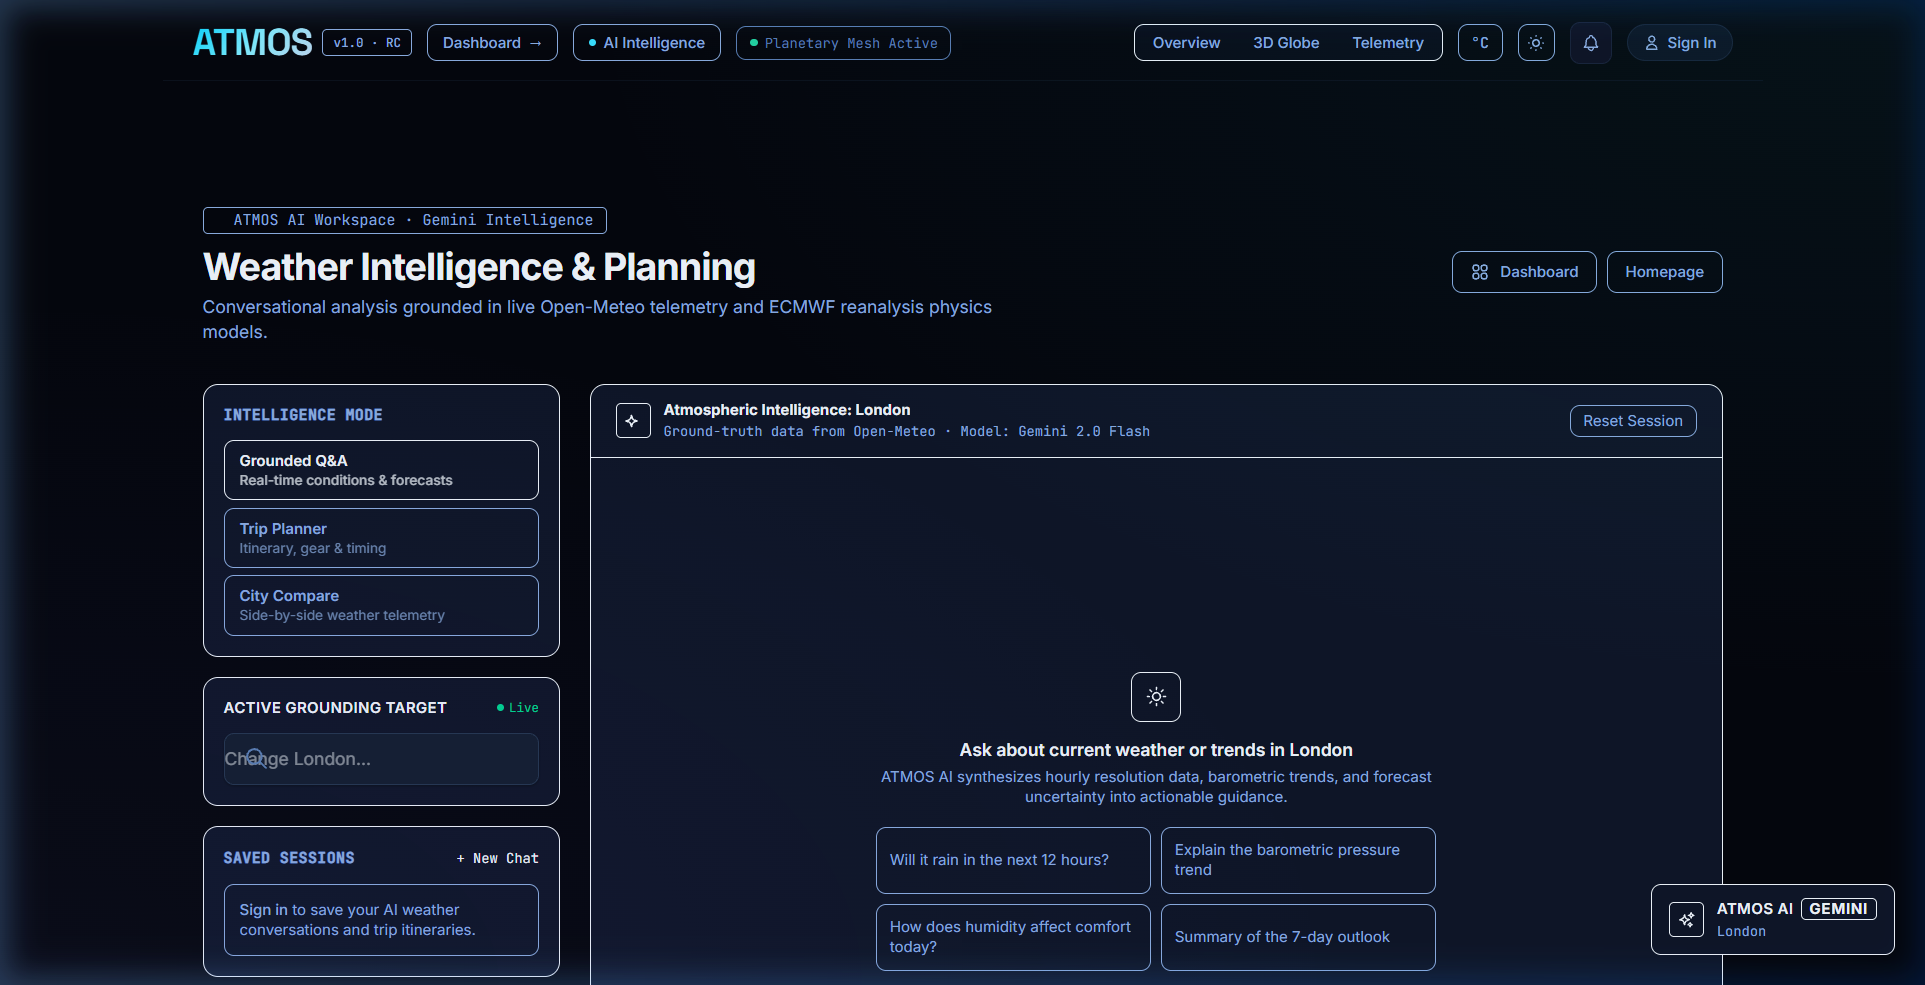 ATMOS
v1.0 · RC
Dashboard →
AI Intelligence
Planetary Mesh Active
Overview
3D Globe
Telemetry
°C
Sign In
ATMOS AI Workspace · Gemini Intelligence
Weather Intelligence & Planning
Conversational analysis grounded in live Open-Meteo telemetry and ECMWF reanalysis physics
models.
Dashboard
Homepage
INTELLIGENCE MODE
Grounded Q&A
Real-time conditions & forecasts
Trip Planner
Itinerary, gear & timing
City Compare
Side-by-side weather telemetry
ACTIVE GROUNDING TARGET
Live
Change London...
SAVED SESSIONS
+ New Chat
Sign in to save your AI weather
conversations and trip itineraries.
Atmospheric Intelligence: London
Ground-truth data from Open-Meteo · Model: Gemini 2.0 Flash
Reset Session
Ask about current weather or trends in London
ATMOS AI synthesizes hourly resolution data, barometric trends, and forecast
uncertainty into actionable guidance.
Will it rain in the next 12 hours?
Explain the barometric pressure
trend
How does humidity affect comfort
today?
Summary of the 7-day outlook
ATMOS AI GEMINI
London